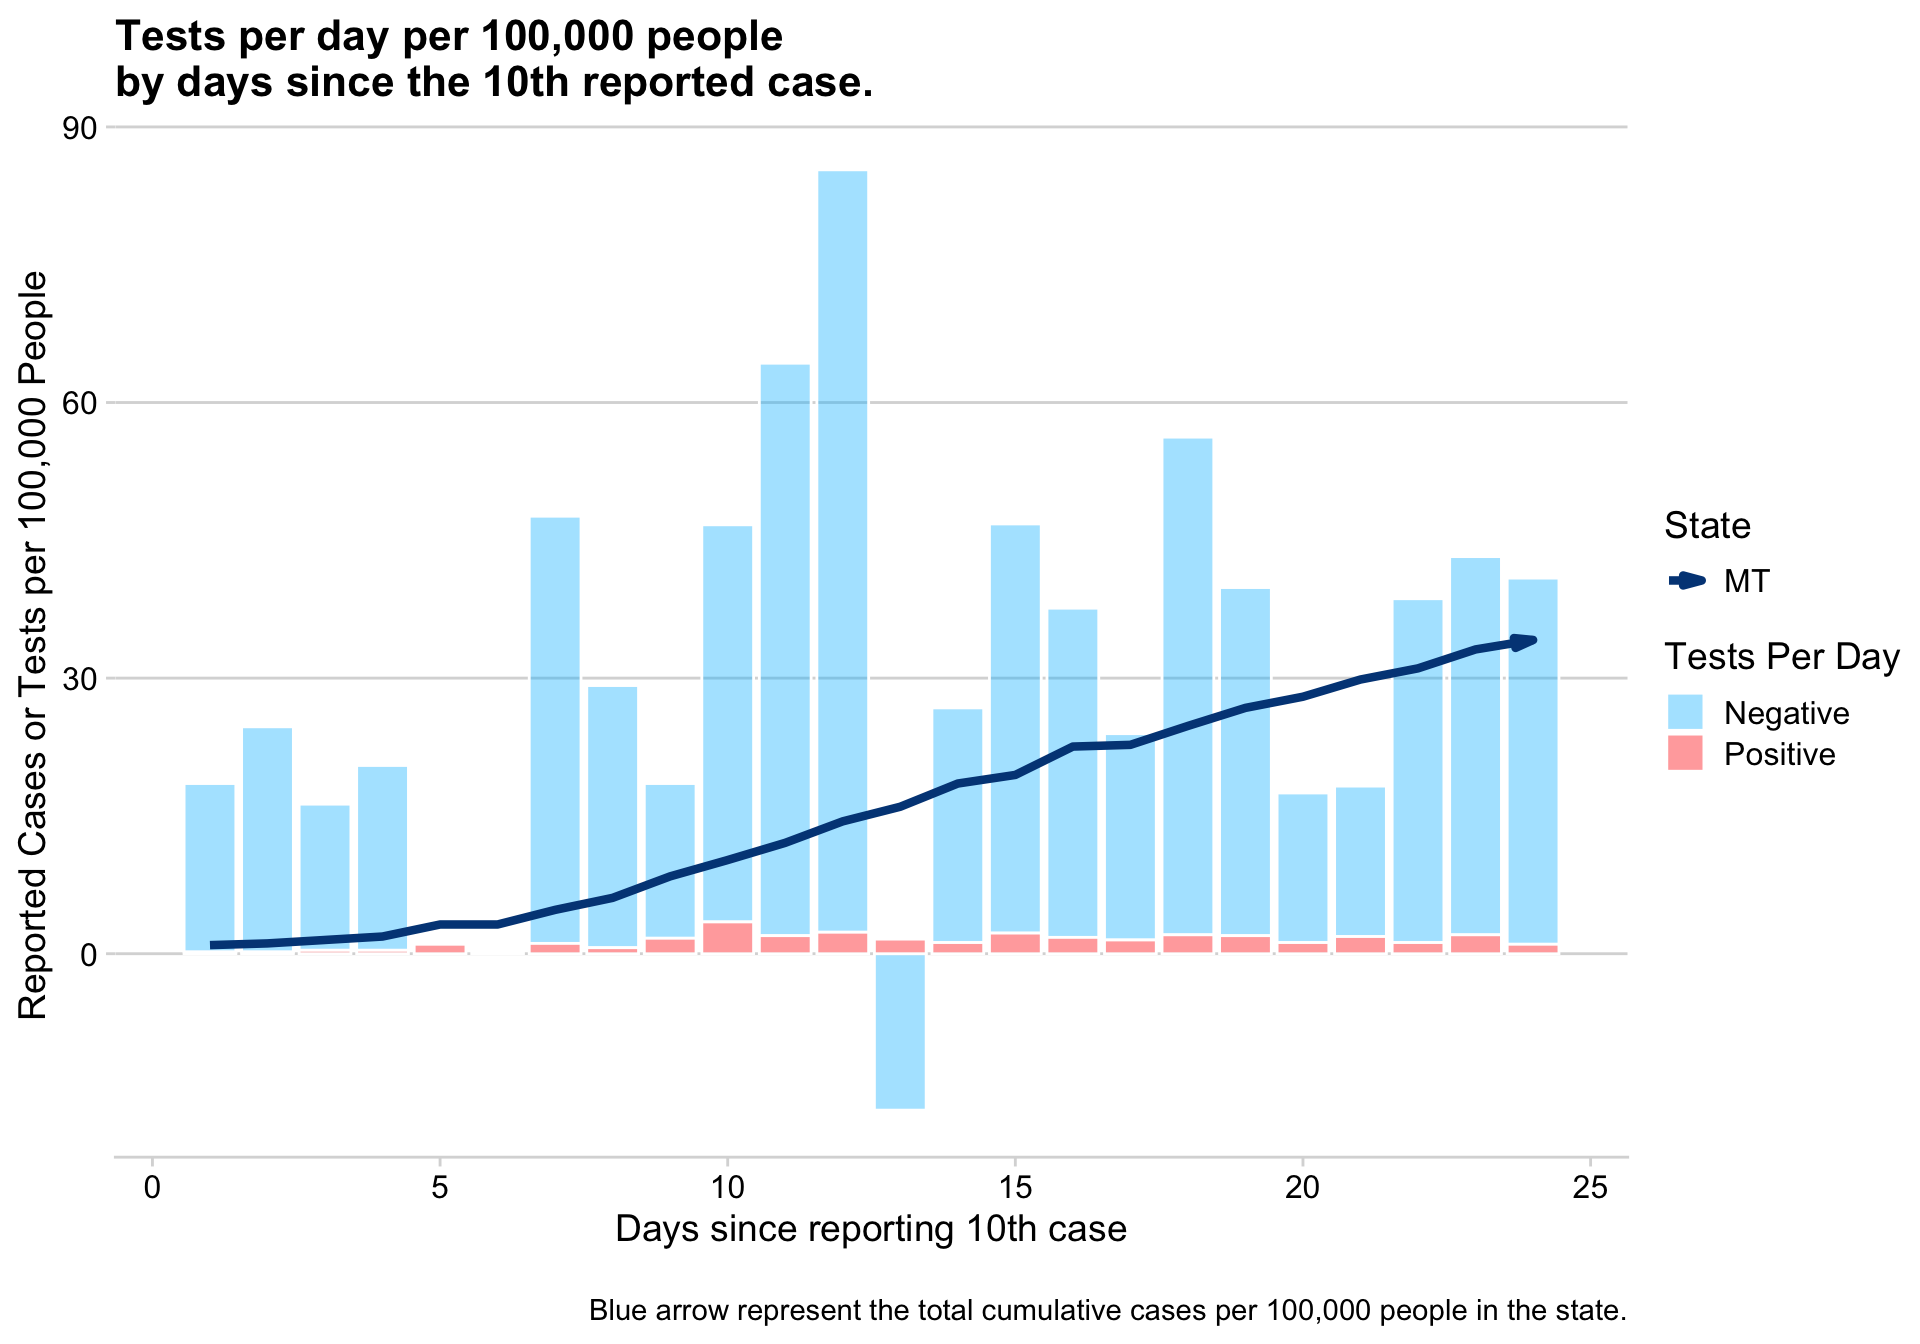 Tests per day per 100,000 people
by days since the 10th reported case.
Reported Cases or Tests per 100,000 People
90
60
30
0
0
5
10
15
20
25
Days since reporting 10th case
State
MT
Tests Per Day
Negative
Positive
Blue arrow represent the total cumulative cases per 100,000 people in the state.